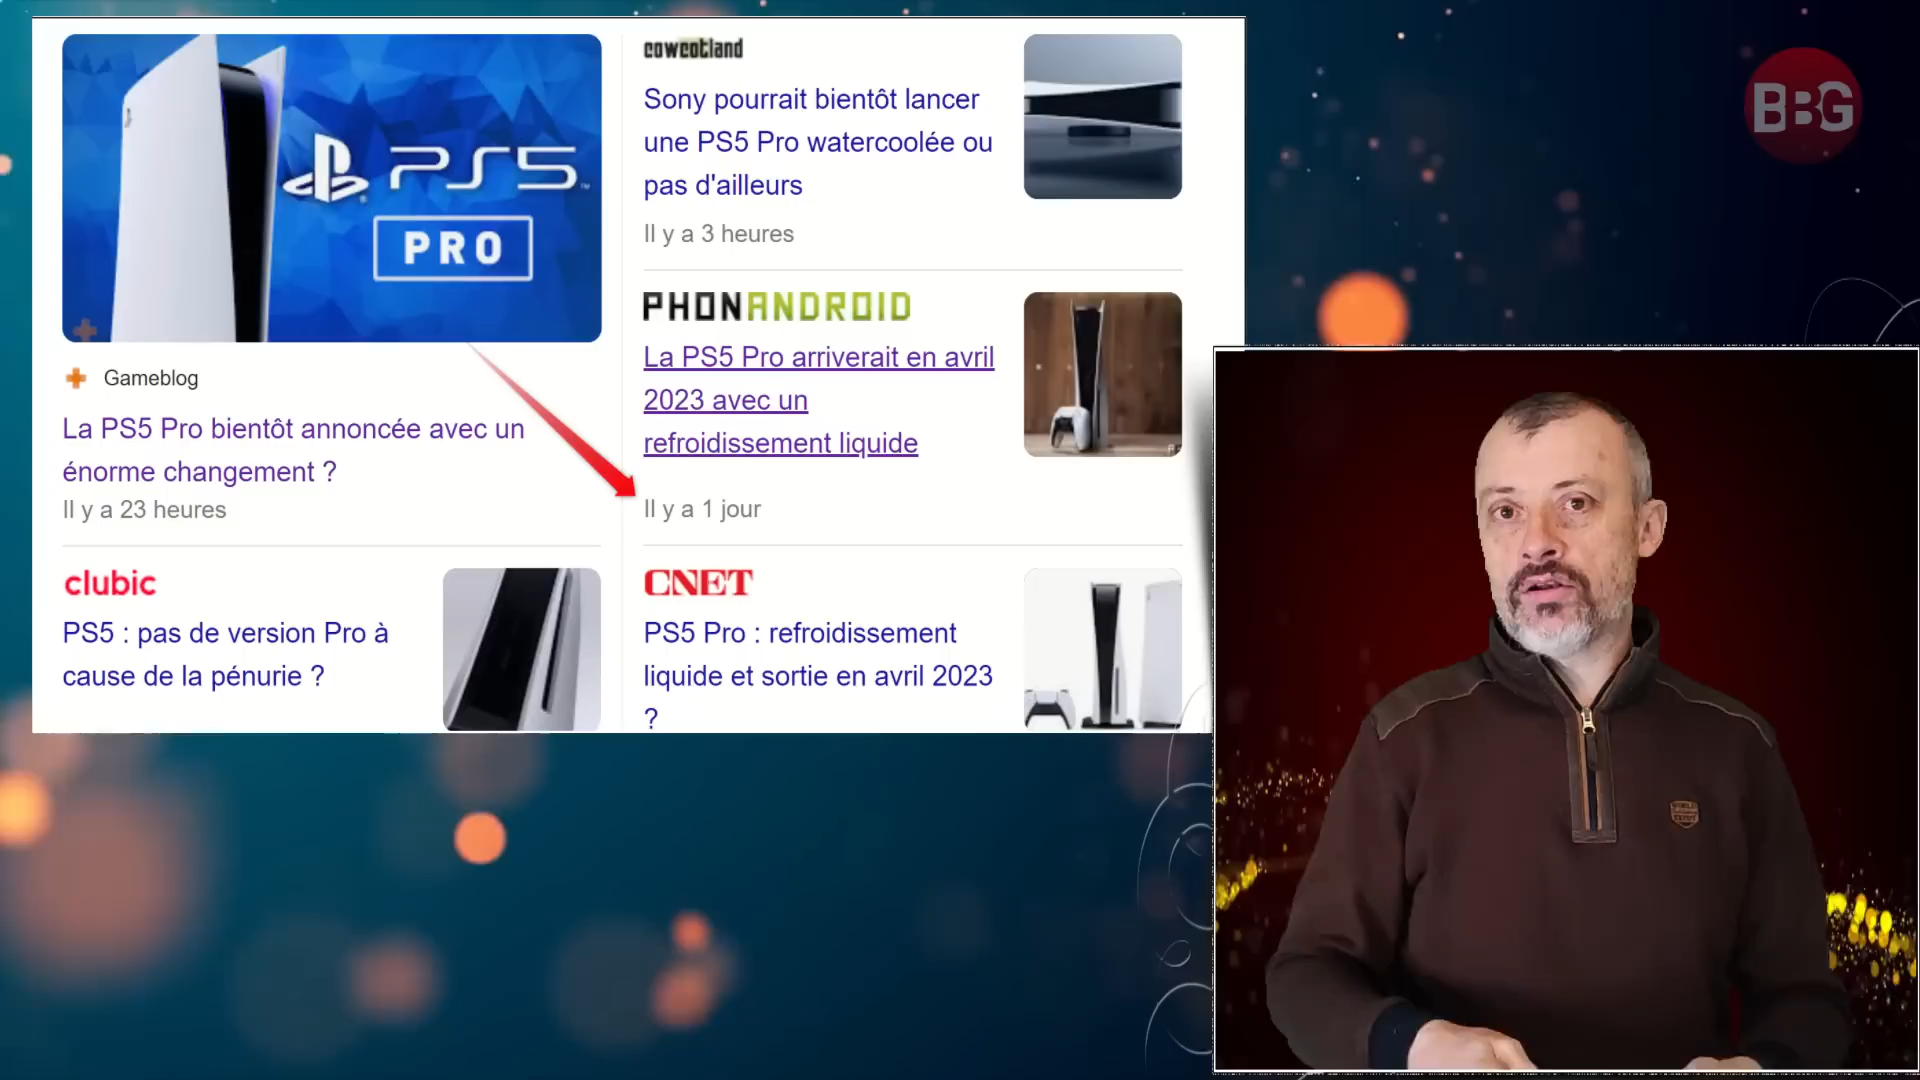 PS5
PRO
Gameblog
La PS5 Pro bientôt annoncée avec un
énorme changement ?
Il y a 23 heures
clubic
PS5 : pas de version Pro à
cause de la pénurie ?
cowcotland
Sony pourrait bientôt lancer
une PS5 Pro watercoolée ou
pas d'ailleurs
Il y a 3 heures
PHONANDROID
La PS5 Pro arriverait en avril
2023 avec un
refroidissement liquide
Il y a 1 jour
CNET
PS5 Pro : refroidissement
liquide et sortie en avril 2023
?
BBG